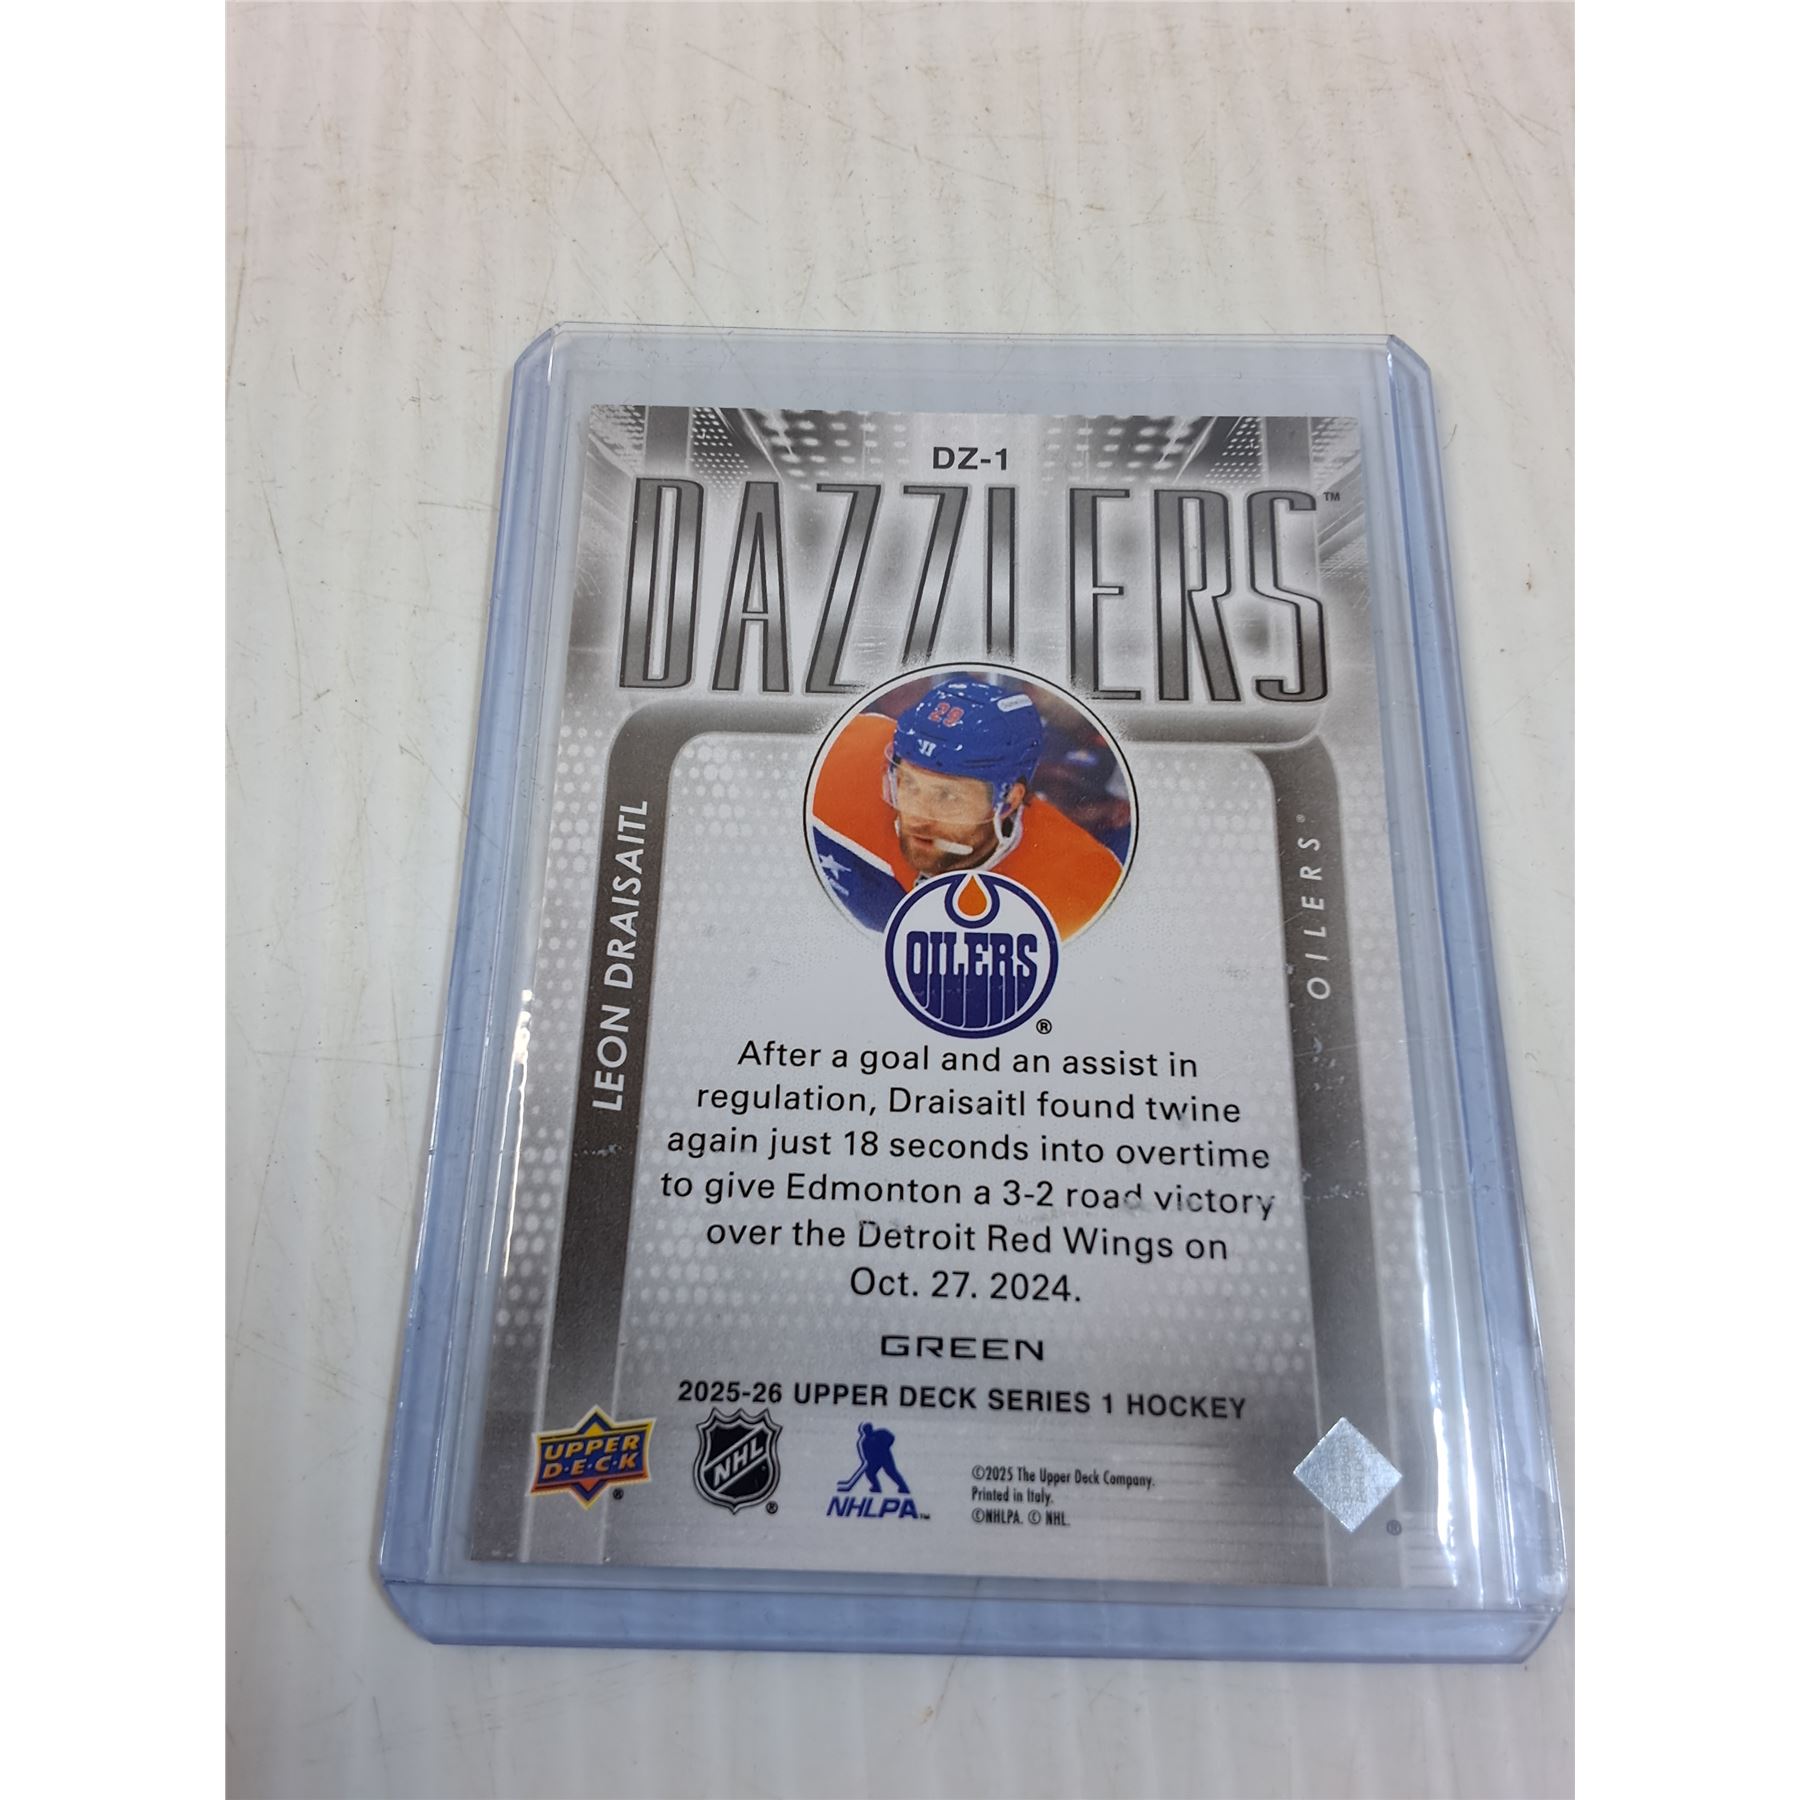 DZ-1
DAZZLERS™
29
LEON DRAISAITL
OILERS®
OILERS
®
After a goal and an assist in
regulation, Draisaitl found twine
again just 18 seconds into overtime
to give Edmonton a 3-2 road victory
over the Detroit Red Wings on
Oct. 27. 2024.
GREEN
2025-26 UPPER DECK SERIES 1 HOCKEY
UPPER
D·E·C·K
®
NHL
®
NHLPA™
©2025 The Upper Deck Company.
Printed in Italy.
©NHLPA. © NHL.
®